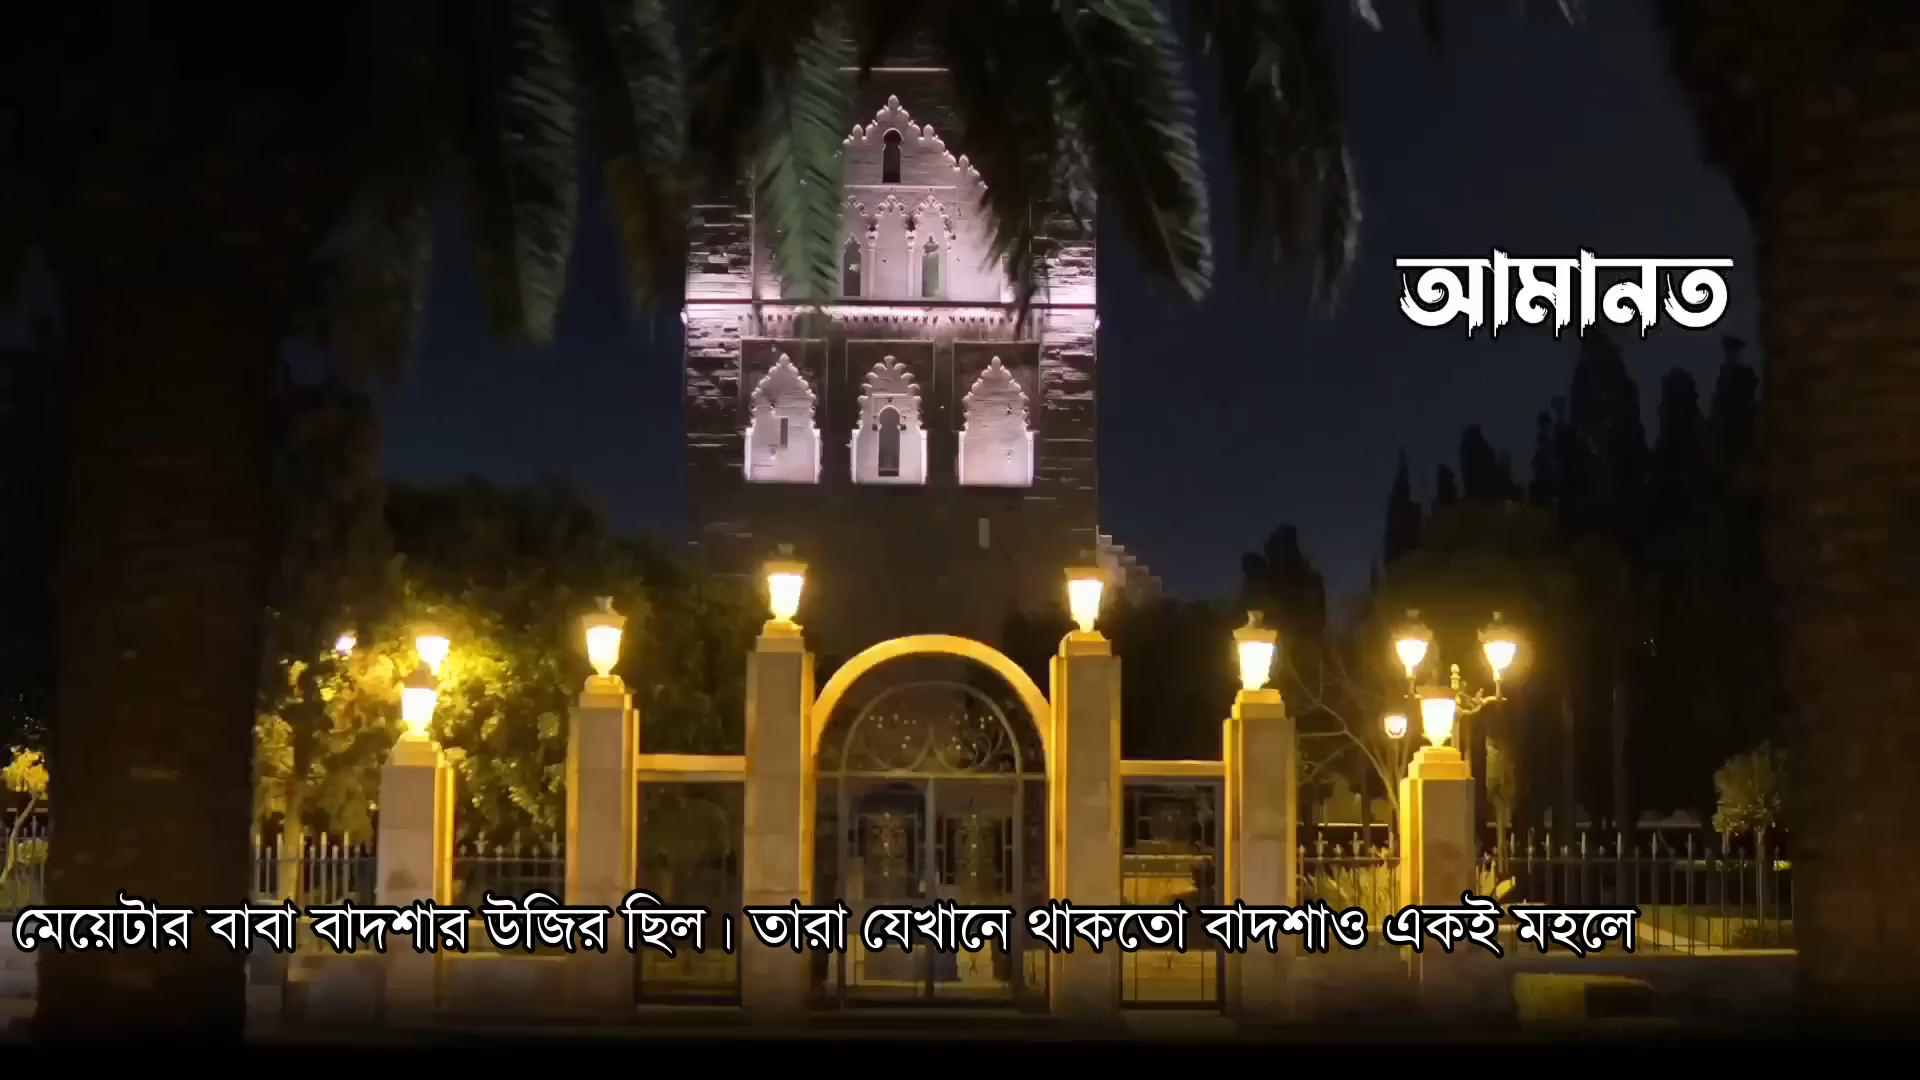 আমানত
মেয়েটার বাবা বাদশার উজির ছিল। তারা যেখানে থাকতো বাদশাও একই মহলে